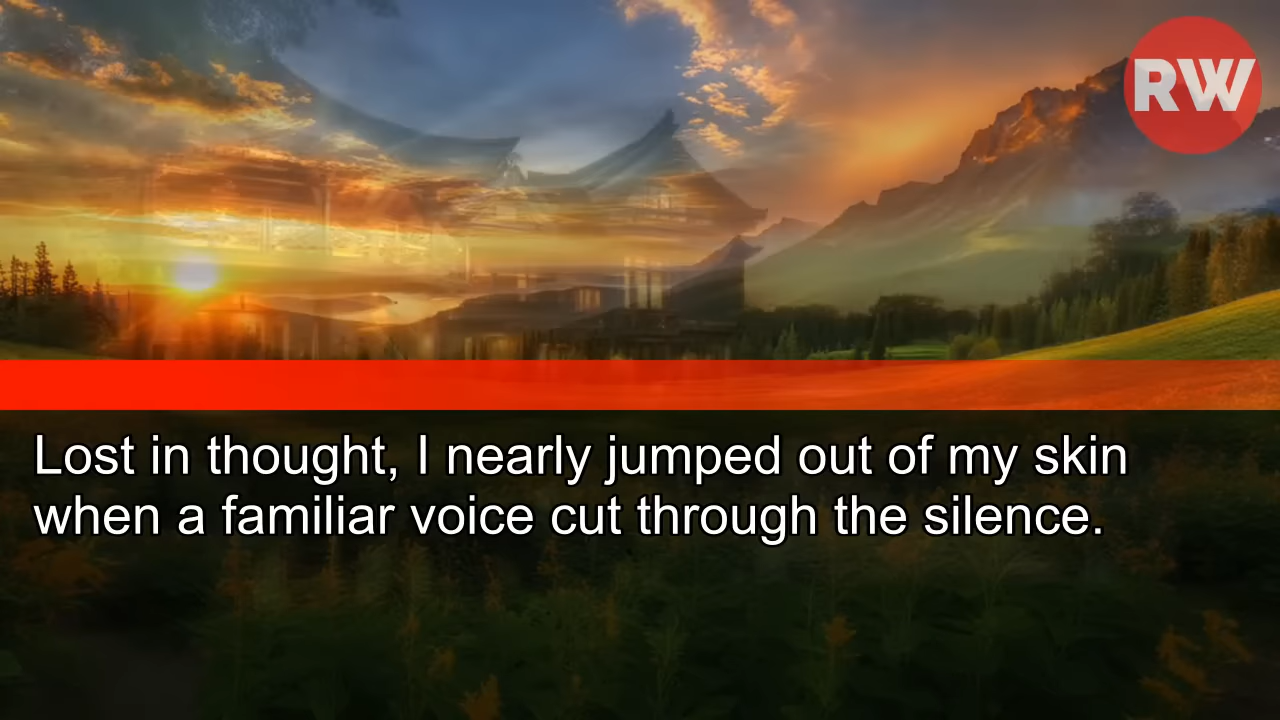 RW
Lost in thought, I nearly jumped out of my skin
when a familiar voice cut through the silence.